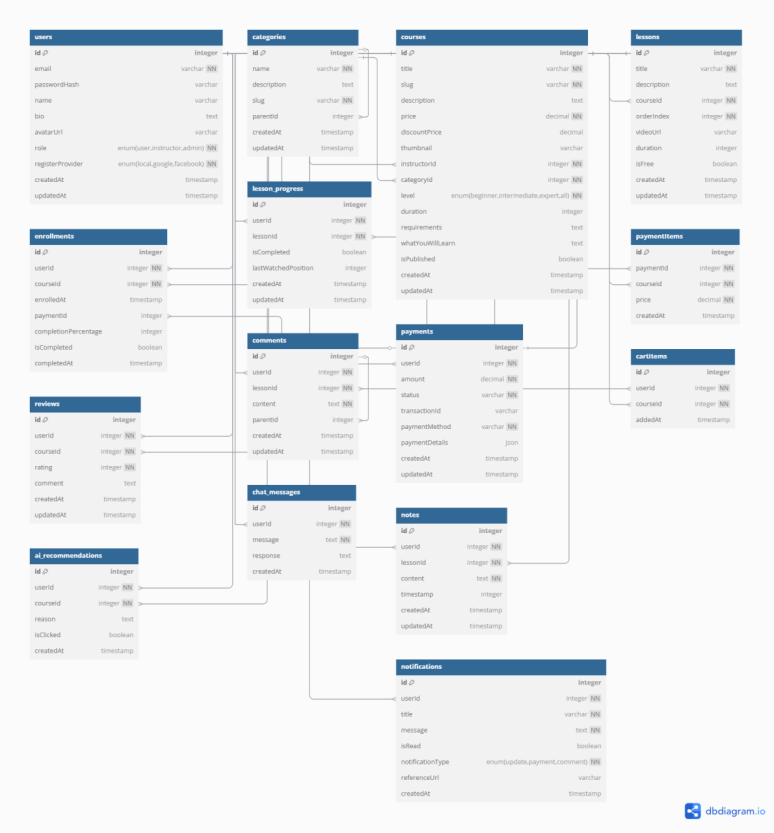 users
id integer
email varchar NN
passwordHash varchar
name varchar
bio text
avatarUrl varchar
role enum(user,instructor,admin) NN
registerProvider enum(local,google,facebook) NN
createdAt timestamp
updatedAt timestamp
enrollments
id integer
userId integer NN
courseId integer NN
enrolledAt timestamp
paymentId integer
completionPercentage integer
isCompleted boolean
completedAt timestamp
reviews
id integer
userId integer NN
courseId integer NN
rating integer NN
comment text
createdAt timestamp
updatedAt timestamp
ai_recommendations
id integer
userId integer NN
courseId integer NN
reason text
isClicked boolean
createdAt timestamp
categories
id integer
name varchar NN
description text
slug varchar NN
parentId integer
createdAt timestamp
updatedAt timestamp
lesson_progress
id integer
userId integer NN
lessonId integer NN
isCompleted boolean
lastWatchedPosition integer
createdAt timestamp
updatedAt timestamp
comments
id integer
userId integer NN
lessonId integer NN
content text NN
parentId integer
createdAt timestamp
updatedAt timestamp
chat_messages
id integer
userId integer NN
message text NN
response text
createdAt timestamp
courses
id integer
title varchar NN
slug varchar NN
description text
price decimal NN
discountPrice decimal
thumbnail varchar
instructorId integer NN
categoryId integer NN
level enum(beginner,intermediate,expert,all) NN
duration integer
requirements text
whatYouWillLearn text
isPublished boolean
createdAt timestamp
updatedAt timestamp
payments
id integer
userId integer NN
amount decimal NN
status varchar NN
transactionId varchar
paymentMethod varchar NN
paymentDetails json
createdAt timestamp
updatedAt timestamp
notes
id integer
userId integer NN
lessonId integer NN
content text NN
timestamp integer
createdAt timestamp
updatedAt timestamp
notifications
id integer
userId integer NN
title varchar NN
message text NN
isRead boolean
notificationType enum(update,payment,comment) NN
referenceUrl varchar
createdAt timestamp
lessons
id integer
title varchar NN
description text
courseId integer NN
orderIndex integer NN
videoUrl varchar
duration integer
isFree boolean
createdAt timestamp
updatedAt timestamp
paymentItems
id integer
paymentId integer NN
courseId integer NN
price decimal NN
createdAt timestamp
cartItems
id integer
userId integer NN
courseId integer NN
addedAt timestamp
dbdiagram.io